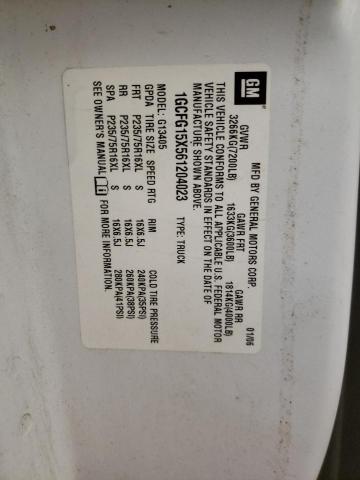 GM
MFD BY GENERAL MOTORS CORP.
01/06
GVWR GAWR FRT GAWR RR
3266KG(7200LB) 1633KG(3600LB) 1814KG(4000LB)
THIS VEHICLE CONFORMS TO ALL APPLICABLE U.S. FEDERAL MOTOR
VEHICLE SAFETY STANDARDS IN EFFECT ON THE DATE OF
MANUFACTURE SHOWN ABOVE.
1GCFG15X561204023 TYPE: TRUCK
MODEL: G13405
GPDA TIRE SIZE SPEED RTG RIM COLD TIRE PRESSURE
FRT P235/75R16XL S 16X6.5J 240KPA(35PSI)
RR P235/75R16XL S 16X6.5J 260KPA(38PSI)
SPA P235/75R16XL S 16X6.5J 280KPA(41PSI)
SEE OWNER'S MANUAL FOR MORE INFORMATION.